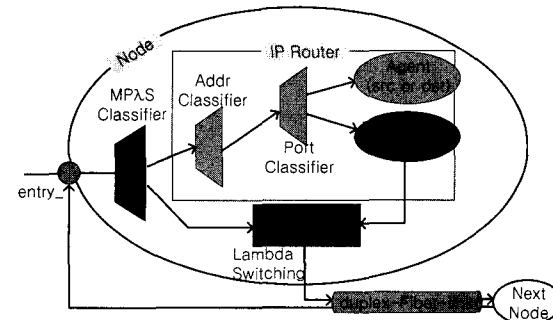 Node
IP Router
Agent
(src or dst)
Addr
Classifier
MPλS
Classifier
Port
Classifier
entry_
Lambda
Switching
duplex-Fiber-link
Next
Node